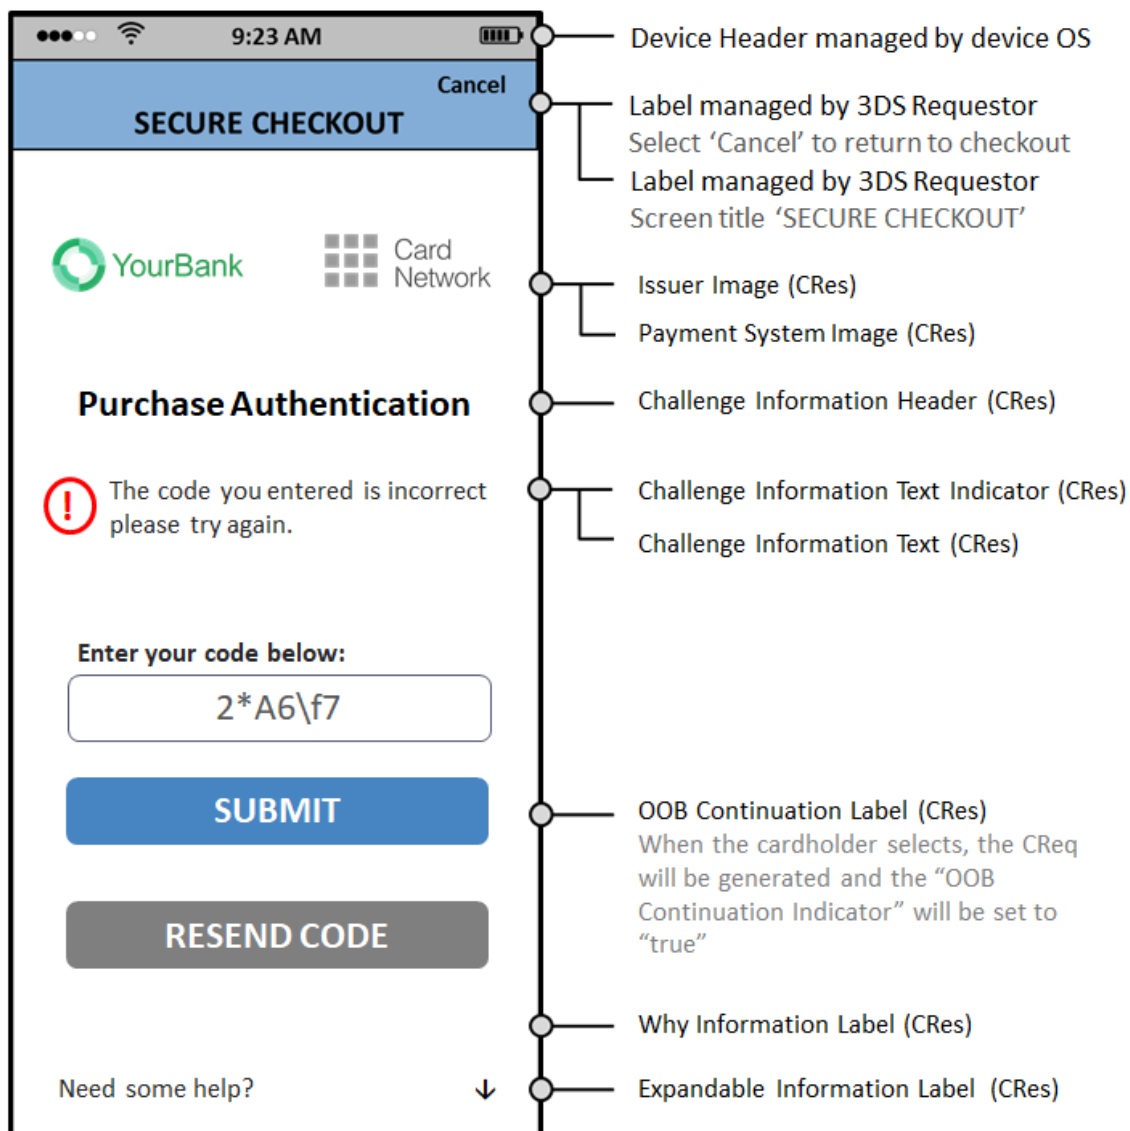 9:23 AM
Device Header managed by device OS
Cancel
SECURE CHECKOUT
Label managed by 3DS Requestor
Select ‘Cancel’ to return to checkout
Label managed by 3DS Requestor
Screen title ‘SECURE CHECKOUT’
YourBank
Card
Network
Issuer Image (CRes)
Payment System Image (CRes)
Purchase Authentication
Challenge Information Header (CRes)
!
The code you entered is incorrect
please try again.
Challenge Information Text Indicator (CRes)
Challenge Information Text (CRes)
Enter your code below:
2*A6\f7
SUBMIT
OOB Continuation Label (CRes)
When the cardholder selects, the CReq
will be generated and the “OOB
Continuation Indicator” will be set to
“true”
RESEND CODE
Why Information Label (CRes)
Need some help?
Expandable Information Label (CRes)